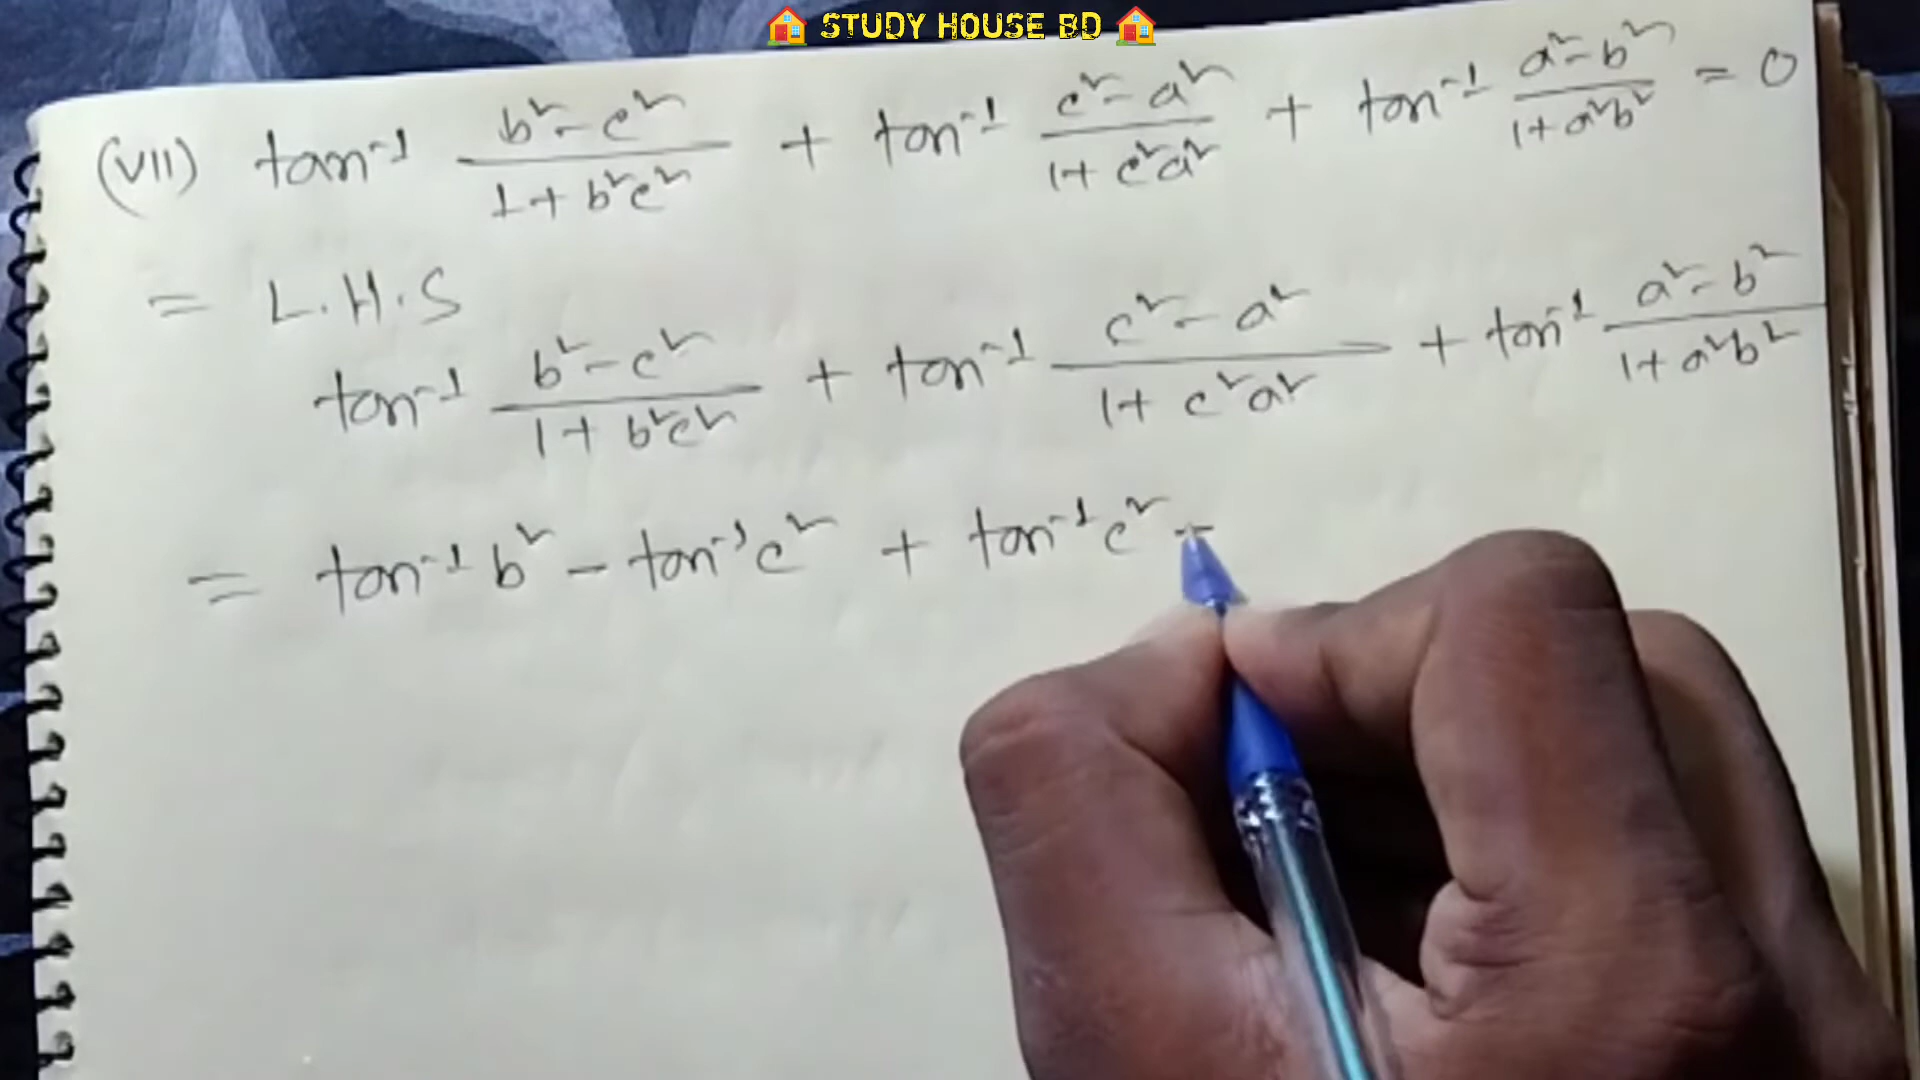 🏠 STUDY HOUSE BD 🏠
(VII) tan⁻¹ (b²-c²)/(1+b²c²) + tan⁻¹ (c²-a²)/(1+c²a²) + tan⁻¹ (a²-b²)/(1+a²b²) = 0
= L.H.S
tan⁻¹ (b²-c²)/(1+b²c²) + tan⁻¹ (c²-a²)/(1+c²a²) + tan⁻¹ (a²-b²)/(1+a²b²)
= tan⁻¹ b² - tan⁻¹ c² + tan⁻¹ c² -